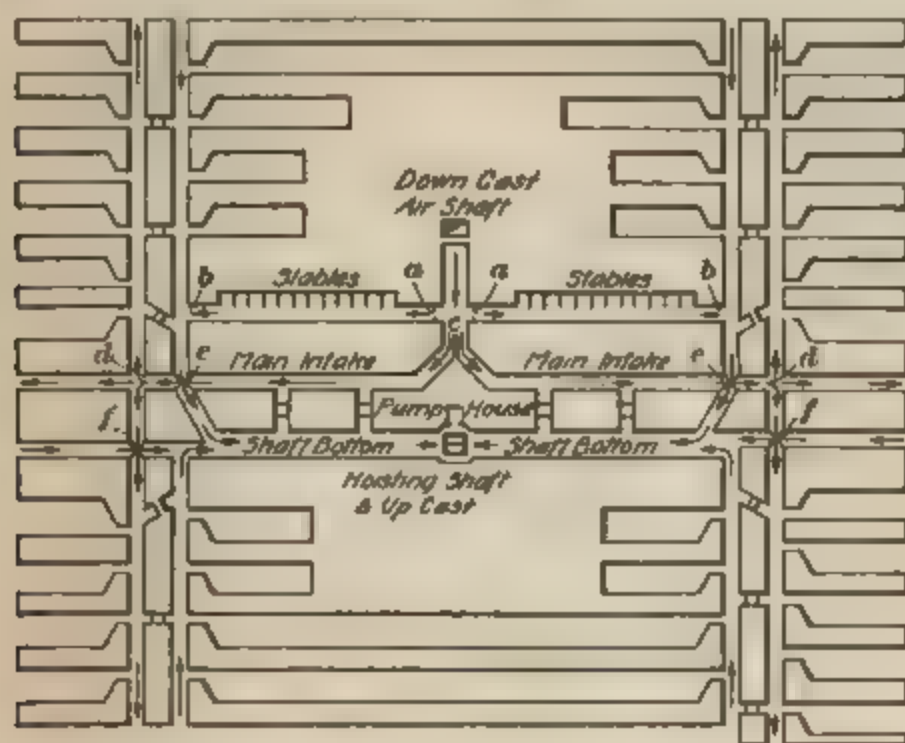 Down Cast
Air Shaft
Stables
a
a
Stables
b
b
c
d
e
Main Intake
Main Intake
e
d
f
Pump House
f
Shaft Bottom
Shaft Bottom
Hoisting Shaft
& Up Cast